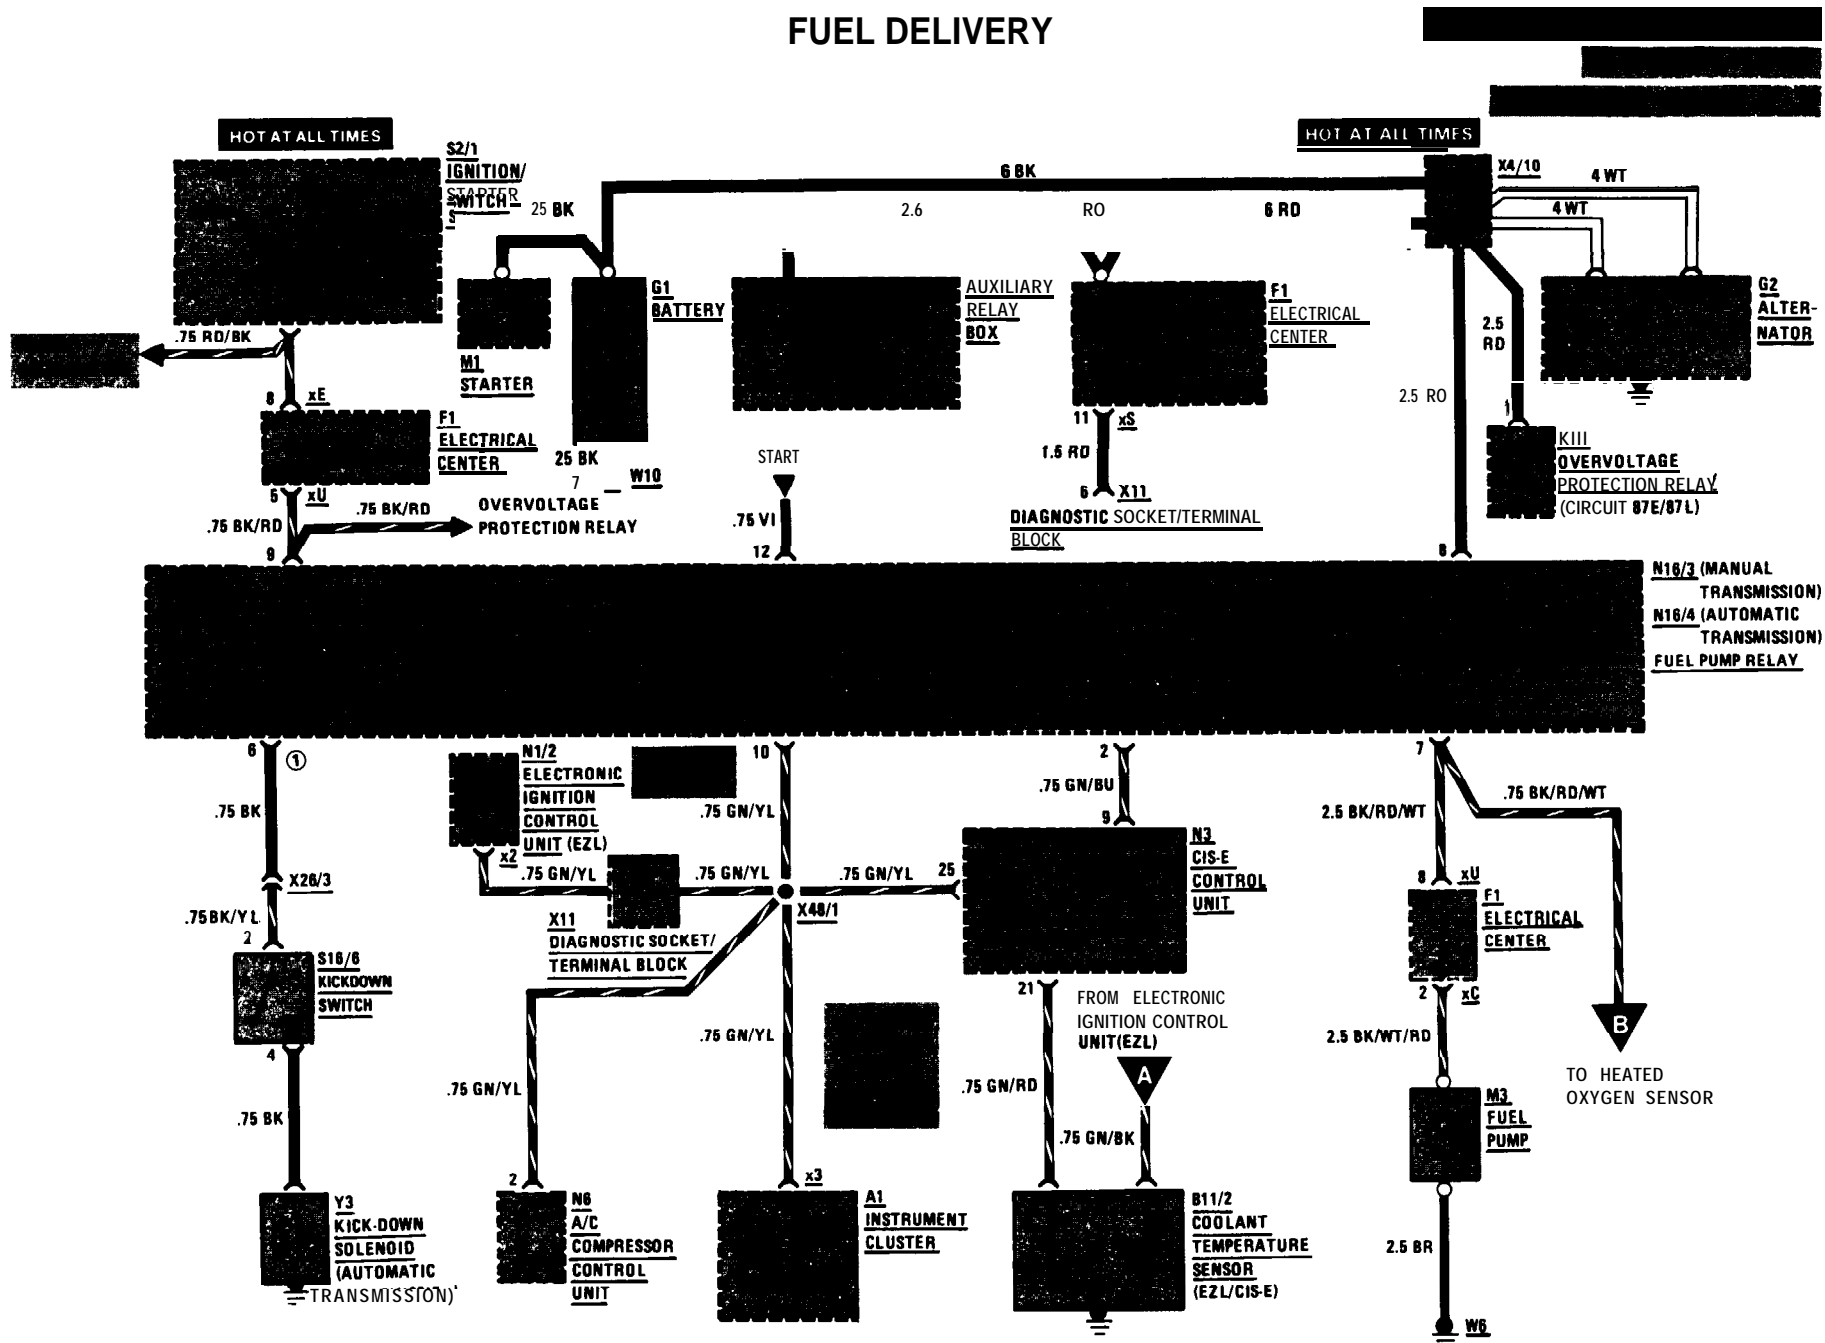 FUEL DELIVERY
HOT AT ALL TIMES
HOT AT ALL TIMES
S2/1
IGNITION/
STARTER
SWITCH
25 BK
6 BK
2.6
RO
6 RD
X4/10
4 WT
4 WT
G1
BATTERY
AUXILIARY
RELAY
BOX
F1
ELECTRICAL
CENTER
2.5
RD
G2
ALTER-
NATOR
.75 RD/BK
M1
STARTER
8
xE
F1
ELECTRICAL
CENTER
2.5 RO
1
11
xS
KIII
OVERVOLTAGE
PROTECTION RELAY
(CIRCUIT 87E/87L)
25 BK
7
W10
START
1.5 RD
5
xU
.75 BK/RD
.75 BK/RD
OVERVOLTAGE
PROTECTION RELAY
6
X11
DIAGNOSTIC SOCKET/TERMINAL
BLOCK
.75 VI
9
12
8
N16/3 (MANUAL
TRANSMISSION)
N16/4 (AUTOMATIC
TRANSMISSION)
FUEL PUMP RELAY
6
1
N1/2
ELECTRONIC
IGNITION
CONTROL
UNIT (EZL)
10
2
7
.75 BK
.75 GN/YL
.75 GN/BU
2.5 BK/RD/WT
.75 BK/RD/WT
9
N3
CIS-E
CONTROL
UNIT
x2
.75 GN/YL
.75 GN/YL
.75 GN/YL
25
8
xU
X26/3
F1
ELECTRICAL
CENTER
.75BK/YL
X11
DIAGNOSTIC SOCKET/
TERMINAL BLOCK
X48/1
2
S16/6
KICKDOWN
SWITCH
21
FROM ELECTRONIC
IGNITION CONTROL
UNIT(EZL)
2
xC
4
.75 GN/YL
2.5 BK/WT/RD
B
.75 GN/YL
.75 GN/RD
A
TO HEATED
OXYGEN SENSOR
M3
FUEL
PUMP
.75 BK
.75 GN/BK
2
x3
Y3
KICK-DOWN
SOLENOID
(AUTOMATIC
TRANSMISSION)
N6
A/C
COMPRESSOR
CONTROL
UNIT
A1
INSTRUMENT
CLUSTER
B11/2
COOLANT
TEMPERATURE
SENSOR
(EZL/CIS-E)
2.5 BR
W6